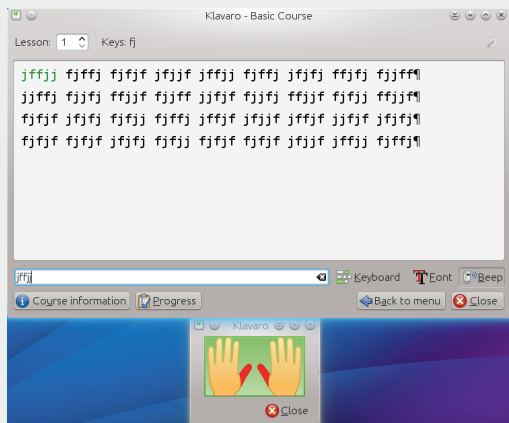 Klavaro - Basic Course
Lesson: 1 Keys: fj
jffjj fjffj fjfjf jfjjf jffjj fjffj jfjfj ffjfj fjjff¶
jjffj fjjfj ffjjf fjjff jjfjf fjjfj ffjjf fjfjj ffjjf¶
fjfjf jfjfj fjfjj fjffj jffjf jfjjf jffjf jjfjf jfjfj¶
fjfjf fjfjf jfjfj fjfjj fjfjf fjfjf jfjjf jffjj fjffj¶
jffjj Keyboard Font Beep
Course information Progress Back to menu Close
Klavaro
Close